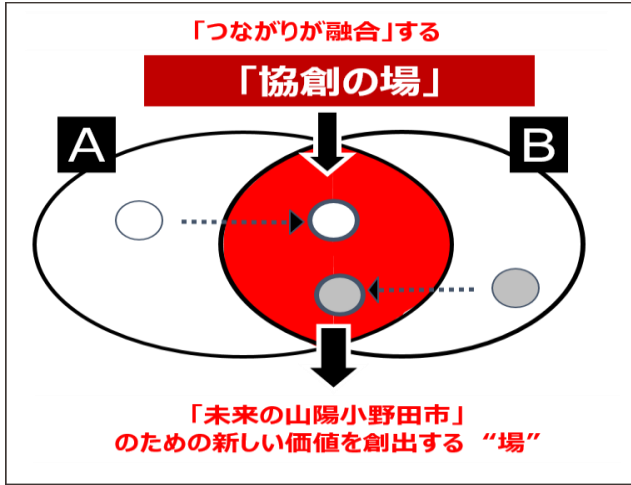 「つながりが融合」する
「協創の場」
A
B
「未来の山陽小野田市」
のための新しい価値を創出する “場”